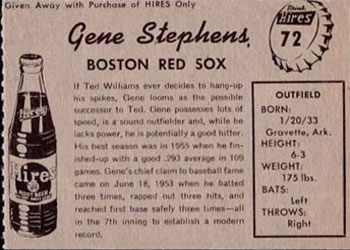 Given Away with Purchase of HIRES Only
Gene Stephens,
BOSTON RED SOX
Drink
Hires
72
If Ted Williams ever decides to hang-up
his spikes, Gene looms as the possible
successor to Ted. Gene possesses lots of
speed, is a sound outfielder and, while he
lacks power, he is potentially a good hitter.
His best season was in 1955 when he fin-
ished-up with a good .293 average in 109
games. Gene's chief claim to baseball fame
came on June 18, 1953 when he batted
three times, rapped out three hits, and
reached first base safely three times—all
in the 7th inning to establish a modern
record.
Hires
OUTFIELD
BORN:
1/20/33
Gravette, Ark.
HEIGHT:
6-3
WEIGHT:
175 lbs.
BATS:
Left
THROWS:
Right